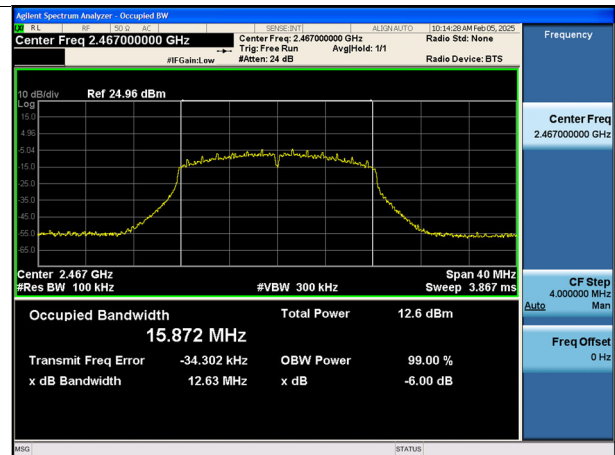 Agilent Spectrum Analyzer - Occupied BW
RL RF 50 Ω AC SENSE:INT ALIGN AUTO 10:14:28 AM Feb 05, 2025
Center Freq 2.467000000 GHz Center Freq: 2.467000000 GHz Radio Std: None
Trig: Free Run Avg|Hold: 1/1
#IFGain:Low #Atten: 24 dB Radio Device: BTS
10 dB/div Ref 24.96 dBm
Log
15.0
4.96
-5.04
-15.0
-25.0
-35.0
-45.0
-55.0
-65.0
Center 2.467 GHz Span 40 MHz
#Res BW 100 kHz #VBW 300 kHz Sweep 3.867 ms
Occupied Bandwidth Total Power 12.6 dBm
15.872 MHz
Transmit Freq Error -34.302 kHz OBW Power 99.00 %
x dB Bandwidth 12.63 MHz x dB -6.00 dB
MSG STATUS
Frequency
Center Freq
2.467000000 GHz
CF Step
4.000000 MHz
Auto Man
Freq Offset
0 Hz